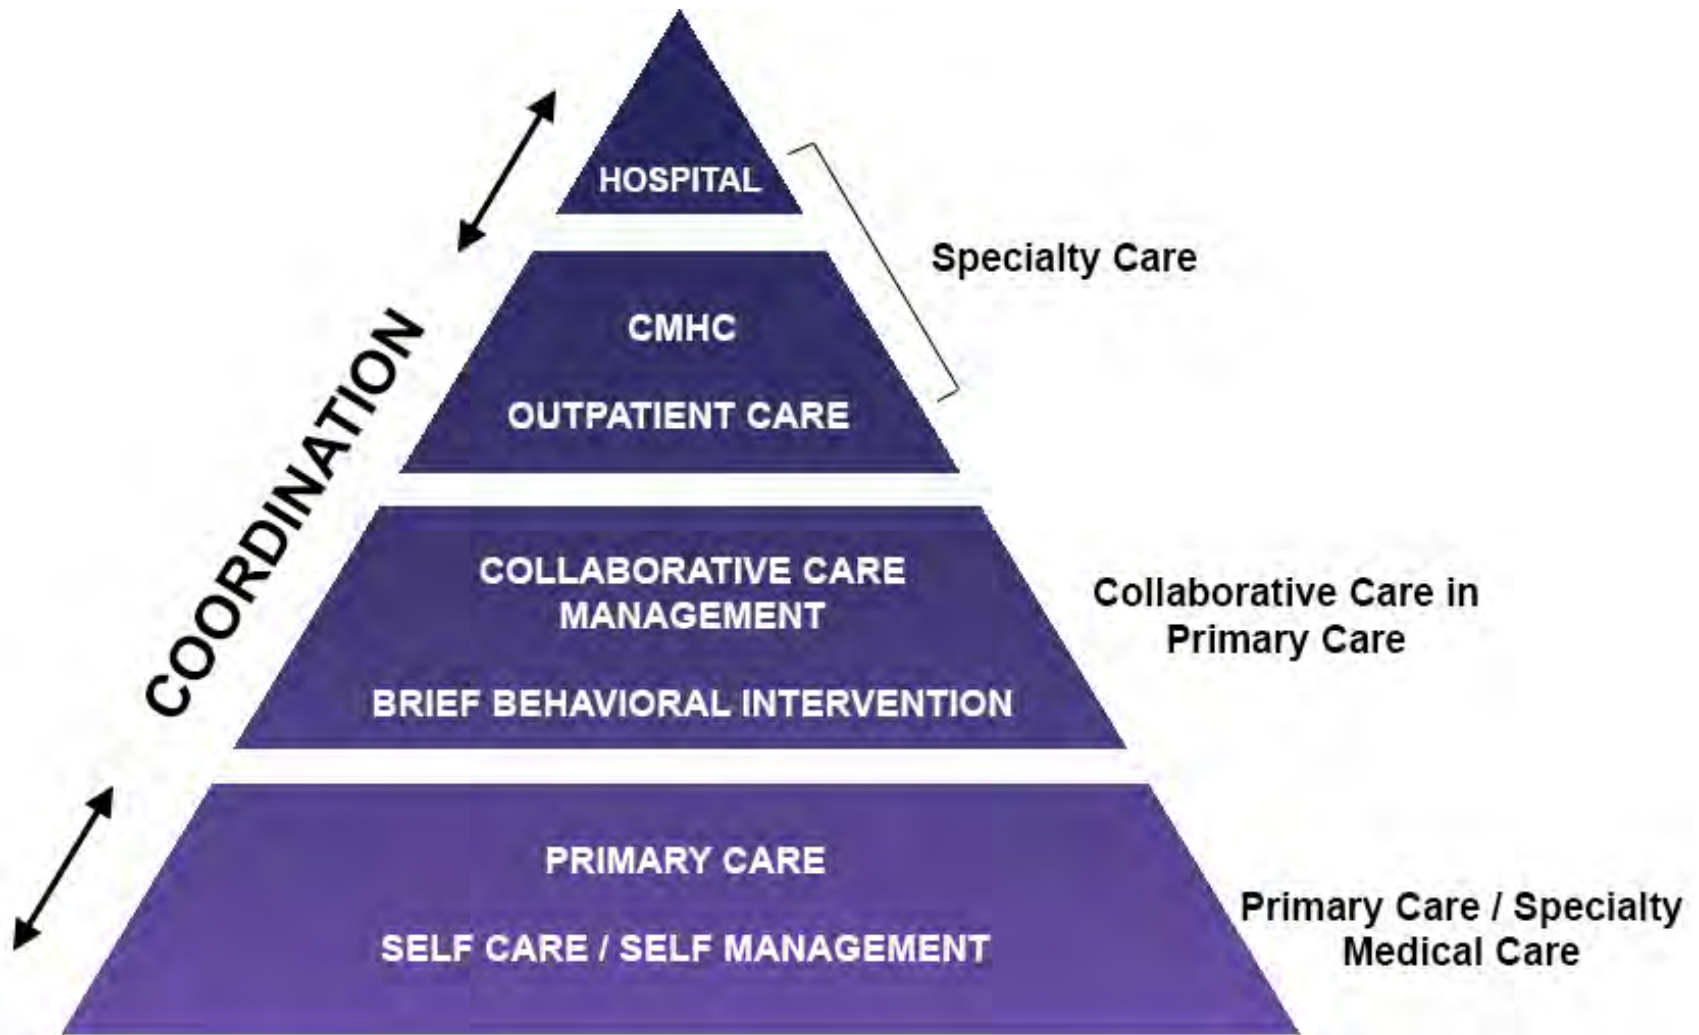 HOSPITAL
Specialty Care
CMHC
OUTPATIENT CARE
COORDINATION
COLLABORATIVE CARE
MANAGEMENT
BRIEF BEHAVIORAL INTERVENTION
Collaborative Care in
Primary Care
PRIMARY CARE
SELF CARE / SELF MANAGEMENT
Primary Care / Specialty
Medical Care